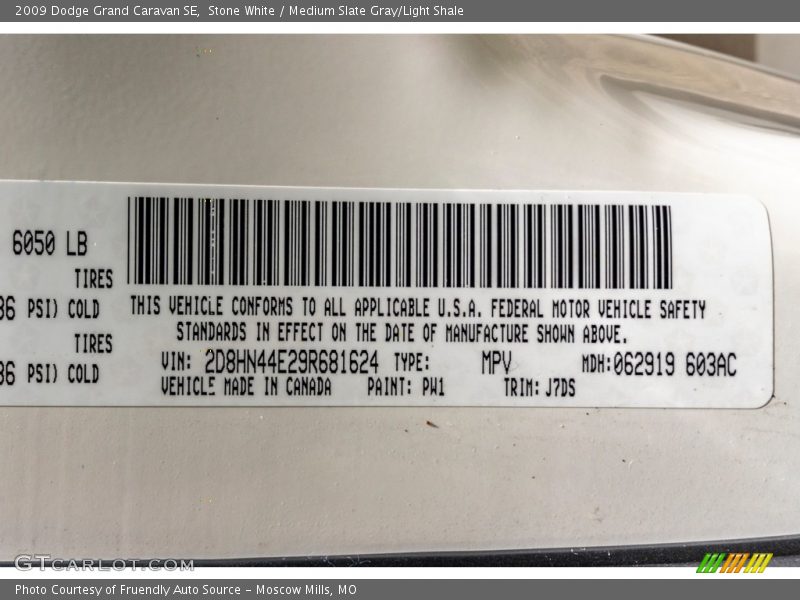 2009 Dodge Grand Caravan SE,  Stone White / Medium Slate Gray/Light Shale
6050 LB
TIRES
PSI) COLD
TIRES
PSI) COLD
THIS VEHICLE CONFORMS TO ALL APPLICABLE U.S.A. FEDERAL MOTOR VEHICLE SAFETY
STANDARDS IN EFFECT ON THE DATE OF MANUFACTURE SHOWN ABOVE.
VIN: 2D8HN44E29R681624 TYPE: MPV MDH:062919 603AC
VEHICLE MADE IN CANADA PAINT: PW1 TRIM: J7DS
GTCARLOT.COM
Photo Courtesy of Fruendly Auto Source – Moscow Mills, MO